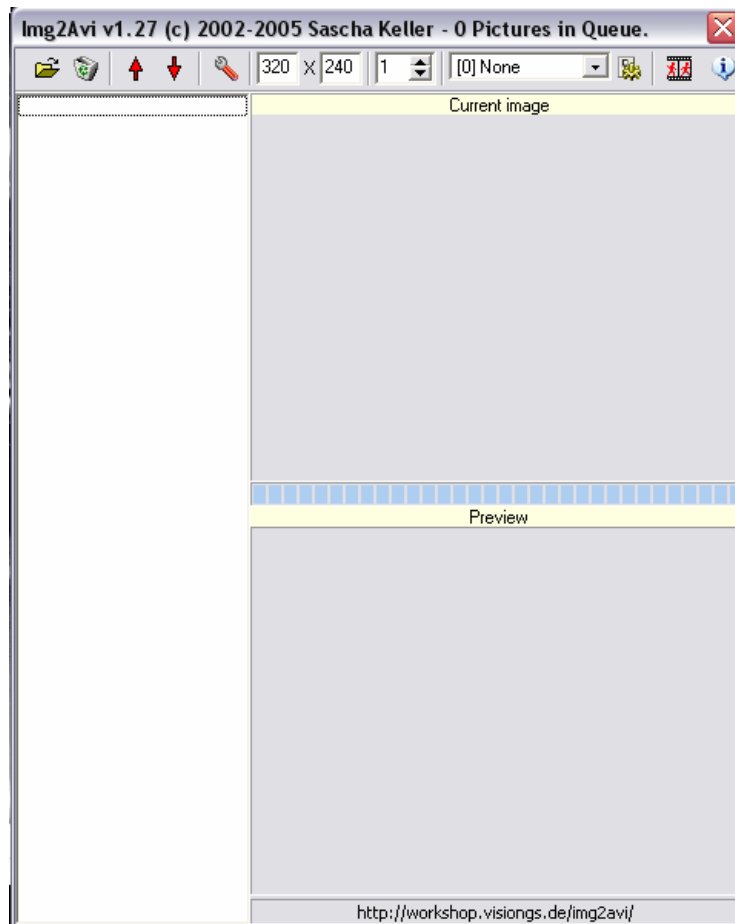 Img2Avi v1.27 (c) 2002-2005 Sascha Keller - 0 Pictures in Queue.
320 X 240 1 [0] None
Current image
Preview
http://workshop.visiongs.de/img2avi/